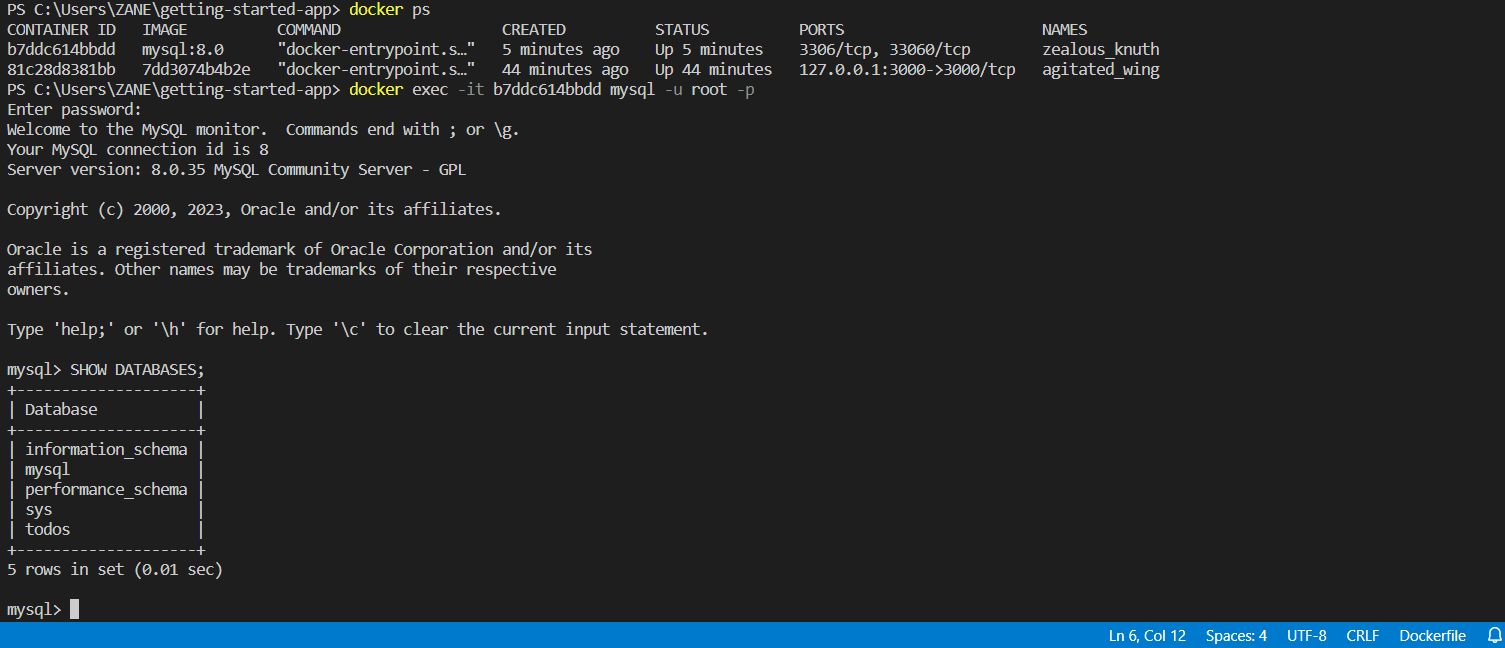 PS C:\Users\ZANE\getting-started-app> docker ps
CONTAINER ID   IMAGE          COMMAND                  CREATED          STATUS          PORTS                      NAMES
b7ddc614bbdd   mysql:8.0      "docker-entrypoint.s…"   5 minutes ago    Up 5 minutes    3306/tcp, 33060/tcp        zealous_knuth
81c28d8381bb   7dd3074b4b2e   "docker-entrypoint.s…"   44 minutes ago   Up 44 minutes   127.0.0.1:3000->3000/tcp   agitated_wing
PS C:\Users\ZANE\getting-started-app> docker exec -it b7ddc614bbdd mysql -u root -p
Enter password:
Welcome to the MySQL monitor.  Commands end with ; or \g.
Your MySQL connection id is 8
Server version: 8.0.35 MySQL Community Server - GPL

Copyright (c) 2000, 2023, Oracle and/or its affiliates.

Oracle is a registered trademark of Oracle Corporation and/or its
affiliates. Other names may be trademarks of their respective
owners.

Type 'help;' or '\h' for help. Type '\c' to clear the current input statement.

mysql> SHOW DATABASES;
+--------------------+
| Database           |
+--------------------+
| information_schema |
| mysql              |
| performance_schema |
| sys                |
| todos              |
+--------------------+
5 rows in set (0.01 sec)

mysql>
Ln 6, Col 12   Spaces: 4   UTF-8   CRLF   Dockerfile